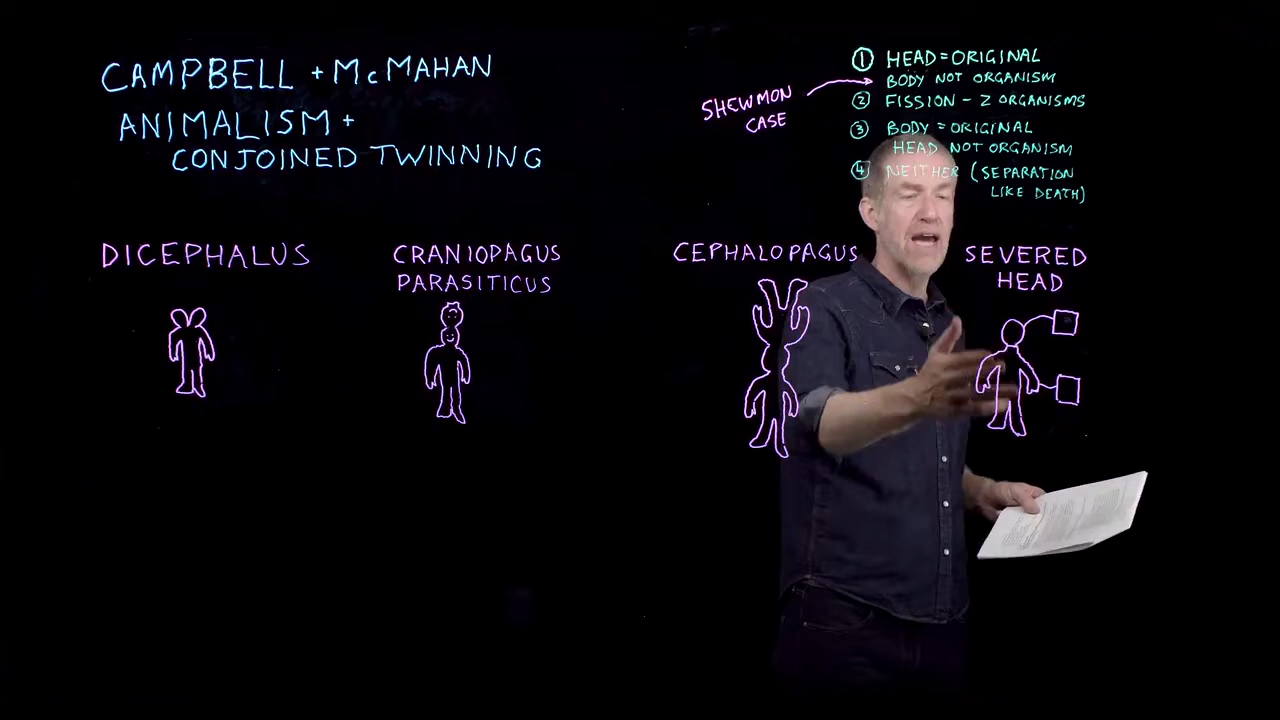 CAMPBELL + McMAHAN
ANIMALISM +
CONJOINED TWINNING
SHEWMON
CASE
① HEAD = ORIGINAL
BODY NOT ORGANISM
② FISSION - 2 ORGANISMS
③ BODY = ORIGINAL
HEAD NOT ORGANISM
④ NEITHER (SEPARATION
LIKE DEATH)
DICEPHALUS
CRANIOPAGUS
PARASITICUS
CEPHALOPAGUS
SEVERED
HEAD